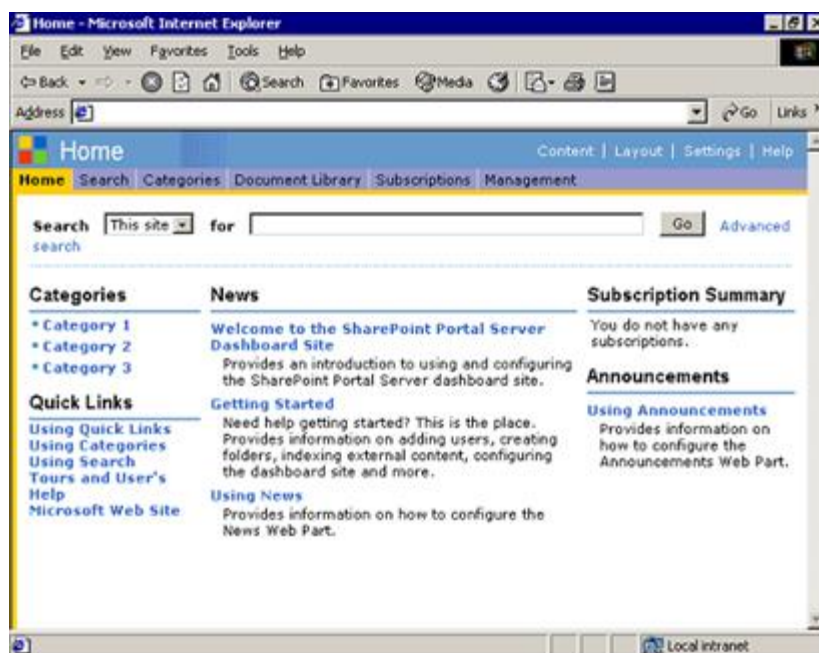 Home - Microsoft Internet Explorer
File Edit View Favorites Tools Help
Back Search Favorites Media
Address Go Links
Home
Content | Layout | Settings | Help
Home Search Categories Document Library Subscriptions Management
Search This site for Go Advanced
search
Categories
• Category 1
• Category 2
• Category 3
Quick Links
Using Quick Links
Using Categories
Using Search
Tours and User's
Help
Microsoft Web Site
News
Welcome to the SharePoint Portal Server
Dashboard Site
Provides an introduction to using and configuring
the SharePoint Portal Server dashboard site.
Getting Started
Need help getting started? This is the place.
Provides information on adding users, creating
folders, indexing external content, configuring
the dashboard site and more.
Using News
Provides information on how to configure the
News Web Part.
Subscription Summary
You do not have any
subscriptions.
Announcements
Using Announcements
Provides information on
how to configure the
Announcements Web Part.
Local intranet